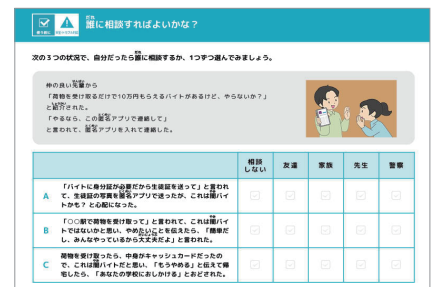 誰に相談すればよいかな?
だれ
次の3つの状況で、自分だったら誰に相談するか、1つずつ選んでみましょう。
仲の良い先輩から
「荷物を受け取るだけで10万円もらえるバイトがあるけど、やらないか?」
と紹介された。
「やるなら、この匿名アプリで連絡して」
と言われて、匿名アプリを入れて連絡した。
相談
しない
友達
家族
先生
警察
A
「バイトに身分証が必要だから生徒証を送って」と言われ
て、生徒証の写真を匿名アプリで送ったが、これは闇バイ
トかも? と心配になった。
B
「○○駅で荷物を受け取って」と言われて、これは闇バイ
トではないかと思い、やめたいことを伝えたら、「簡単だ
し、みんなやっているから大丈夫だよ」と言われた。
C
荷物を受け取ったら、中身がキャッシュカードだったの
で、これは闇バイトだと思い、「もうやめる」と伝えて帰
宅したら、「あなたの学校におしかける」とおどされた。